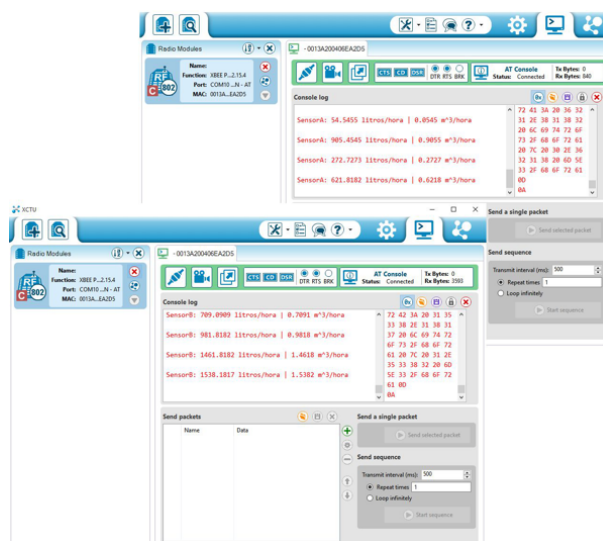 Radio Modules
- 0013A200406EA2D5
Name:
Function: XBEE P...2.15.4
Port: COM10 ...N - AT
MAC: 0013A...EA2D5
CTS CD DSR
DTR RTS BRK
AT Console
Status: Connected
Tx Bytes: 0
Rx Bytes: 840
Console log
SensorA: 54.5455 litros/hora | 0.0545 m^3/hora
SensorA: 905.4545 litros/hora | 0.9055 m^3/hora
SensorA: 272.7273 litros/hora | 0.2727 m^3/hora
SensorA: 621.8182 litros/hora | 0.6218 m^3/hora
72 41 3A 20 36 32
31 2E 38 31 38 32
20 6C 69 74 72 6F
73 2F 68 6F 72 61
20 7C 20 30 2E 36
32 31 38 20 6D 5E
33 2F 68 6F 72 61
0D
0A
Send a single packet
Send selected packet
Send sequence
Transmit interval (ms): 500
Repeat times 1
Loop infinitely
Start sequence
XCTU
Radio Modules
- 0013A200406EA2D5
Name:
Function: XBEE P...2.15.4
Port: COM10 ...N - AT
MAC: 0013A...EA2D5
CTS CD DSR
DTR RTS BRK
AT Console
Status: Connected
Tx Bytes: 0
Console log
SensorB: 709.0909 litros/hora | 0.7091 m^3/hora
SensorB: 981.8182 litros/hora | 0.9818 m^3/hora
SensorB: 1461.8182 litros/hora | 1.4618 m^3/hora
SensorB: 1538.1817 litros/hora | 1.5382 m^3/hora
72 42 3A 20 31 35
33 38 2E 31 38 31
37 20 6C 69 74 72
6F 73 2F 68 6F 72
61 20 7C 20 31 2E
35 33 38 32 20 6D
5E 33 2F 68 6F 72
61 0D
0A
Send packets
Name Data
Send a single packet
Send selected packet
Send sequence
Transmit interval (ms): 500
Repeat times 1
Loop infinitely
Start sequence